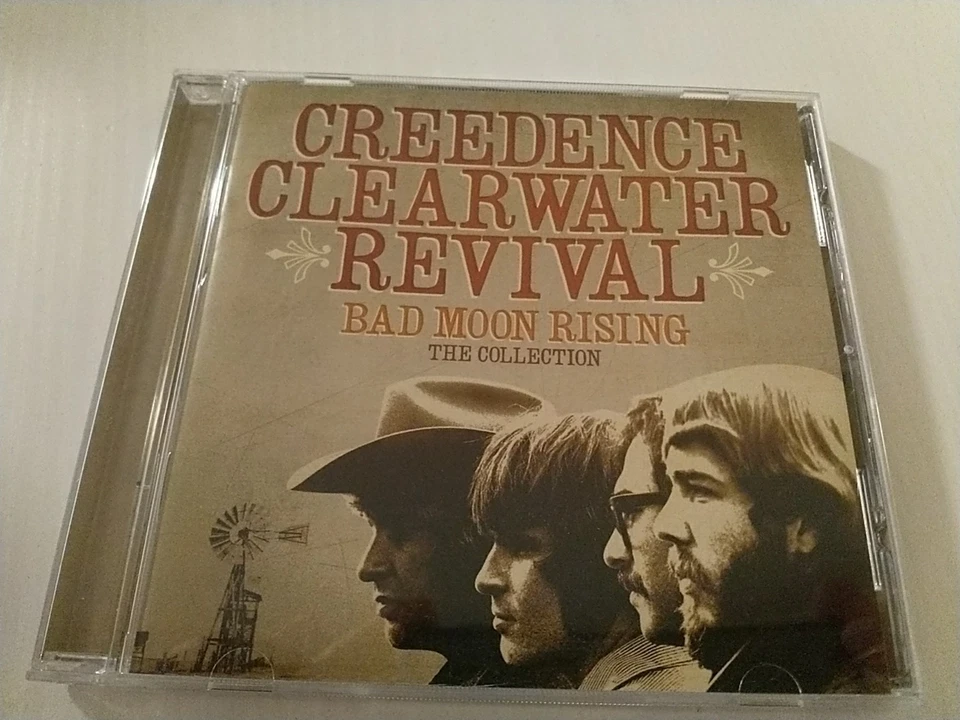 CREEDENCE
CLEARWATER
REVIVAL
BAD MOON RISING
THE COLLECTION